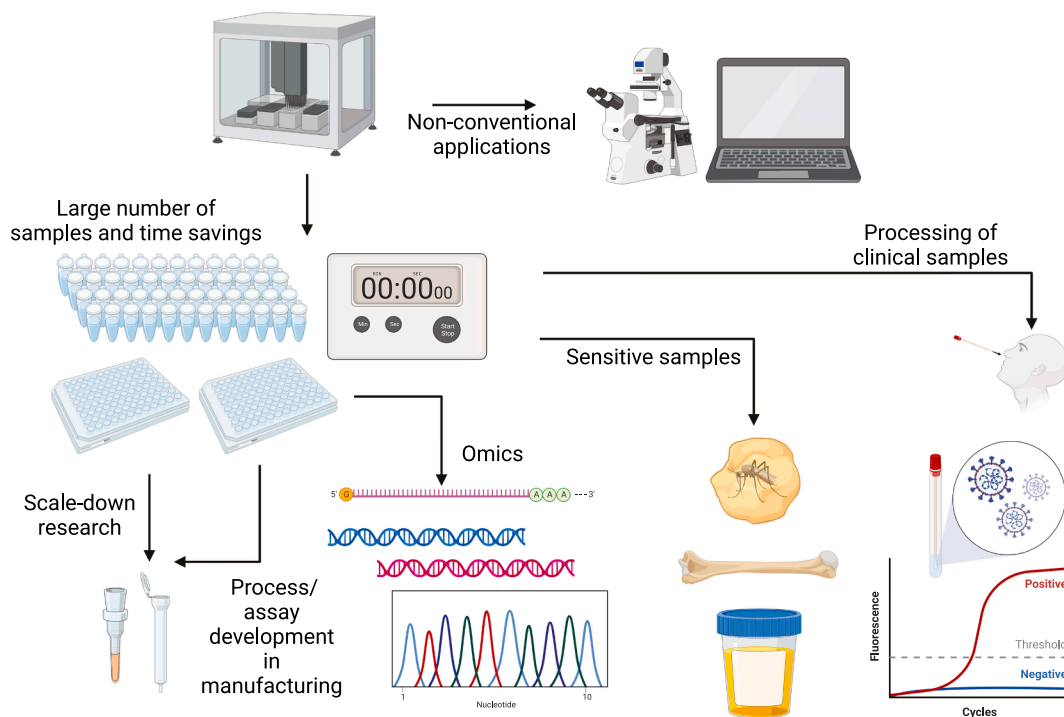 Non-conventional
applications
Large number of
samples and time savings
MIN SEC
00:00 00
Min Sec Start
Stop
Processing of
clinical samples
Sensitive samples
Omics
5' G A A A ---3'
Scale-down
research
Process/
assay
development
in
manufacturing
1 10
Nucleotide
Positive
Threshold
Negative
Fluorescence
Cycles